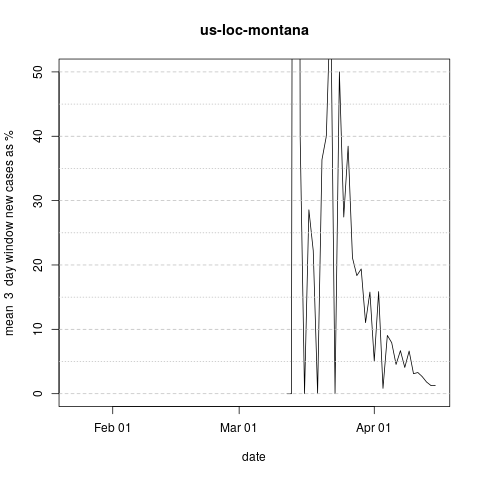 us-loc-montana
mean 3 day window new cases as %
50
40
30
20
10
0
Feb 01
Mar 01
Apr 01
date